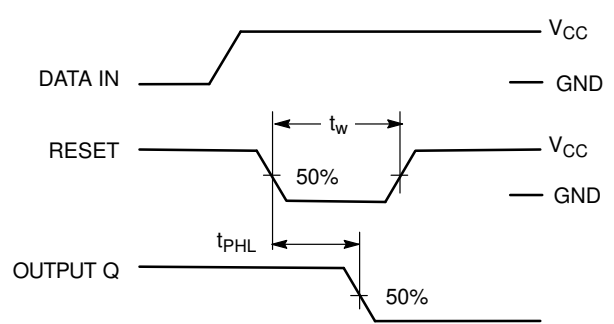 V_CC
DATA IN
GND
t_w
RESET
V_CC
50%
GND
t_PHL
OUTPUT Q
50%